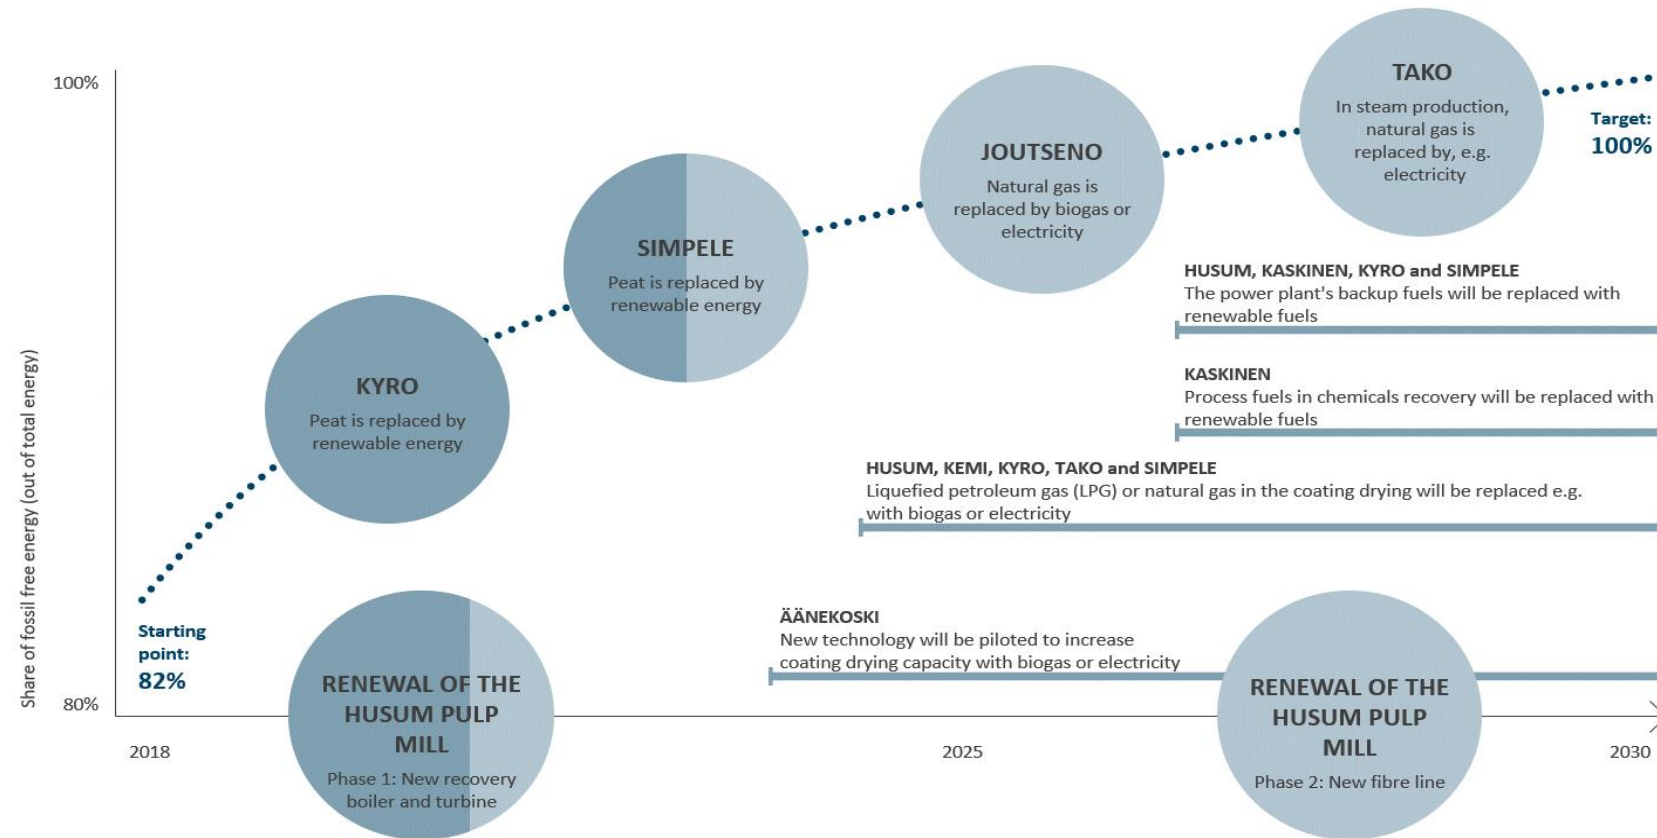 100%
Share of fossil free energy (out of total energy)
80%
Starting
point:
82%
KYRO
Peat is replaced by
renewable energy
SIMPELE
Peat is replaced by
renewable energy
JOUTSENO
Natural gas is
replaced by biogas or
electricity
TAKO
In steam production,
natural gas is
replaced by, e.g.
electricity
Target:
100%
HUSUM, KASKINEN, KYRO and SIMPELE
The power plant's backup fuels will be replaced with
renewable fuels
KASKINEN
Process fuels in chemicals recovery will be replaced with
renewable fuels
HUSUM, KEMI, KYRO, TAKO and SIMPELE
Liquefied petroleum gas (LPG) or natural gas in the coating drying will be replaced e.g.
with biogas or electricity
ÄÄNEKOSKI
New technology will be piloted to increase
coating drying capacity with biogas or electricity
RENEWAL OF THE
HUSUM PULP
MILL
Phase 1: New recovery
boiler and turbine
RENEWAL OF THE
HUSUM PULP
MILL
Phase 2: New fibre line
2018
2025
2030